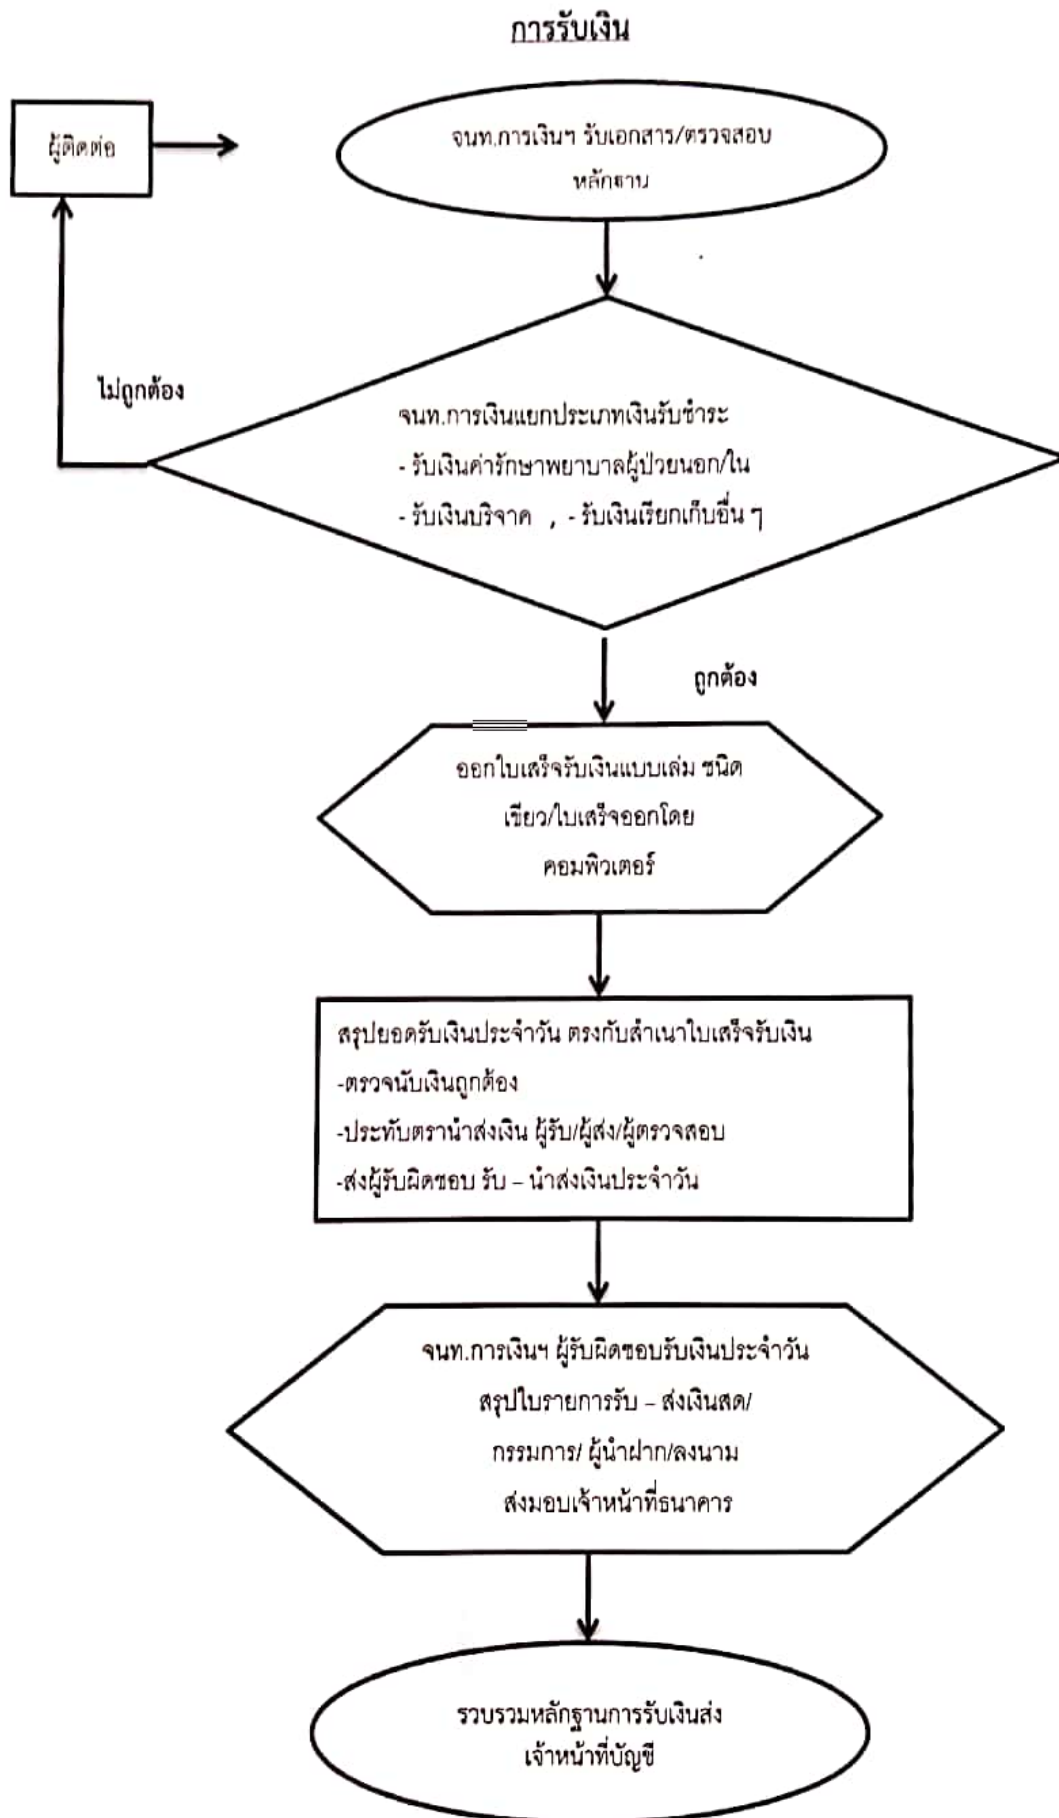 การรับเงิน
ผู้ติดต่อ
จนท.การเงินฯ รับเอกสาร/ตรวจสอบ
หลักฐาน
ไม่ถูกต้อง
จนท.การเงินแยกประเภทเงินรับชำระ
- รับเงินค่ารักษาพยาบาลผู้ป่วยนอก/ใน
- รับเงินบริจาค , - รับเงินเรียกเก็บอื่น ๆ
ถูกต้อง
ออกใบเสร็จรับเงินแบบเล่ม ชนิด
เขียว/ใบเสร็จออกโดย
คอมพิวเตอร์
สรุปยอดรับเงินประจำวัน ตรงกับสำเนาใบเสร็จรับเงิน
-ตรวจนับเงินถูกต้อง
-ประทับตรานำส่งเงิน ผู้รับ/ผู้ส่ง/ผู้ตรวจสอบ
-ส่งผู้รับผิดชอบ รับ – นำส่งเงินประจำวัน
จนท.การเงินฯ ผู้รับผิดชอบรับเงินประจำวัน
สรุปใบรายการรับ – ส่งเงินสด/
กรรมการ/ ผู้นำฝาก/ลงนาม
ส่งมอบเจ้าหน้าที่ธนาคาร
รวบรวมหลักฐานการรับเงินส่ง
เจ้าหน้าที่บัญชี